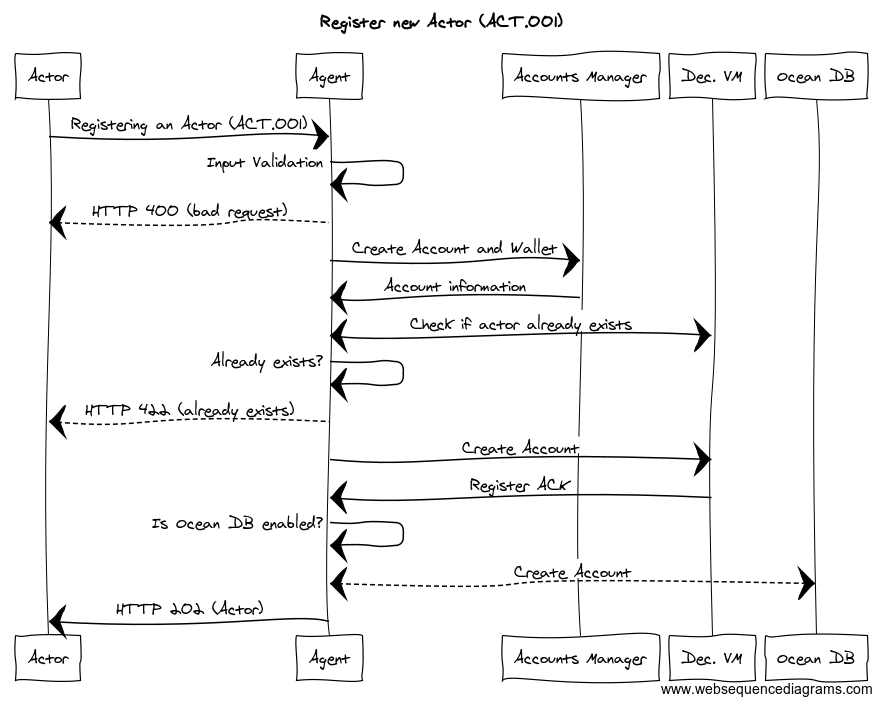 Register new Actor (ACT.001)
Actor
Agent
Accounts Manager
Dec. VM
Ocean DB
Registering an Actor (ACT.001)
Input Validation
HTTP 400 (bad request)
Create Account and Wallet
Account information
Check if actor already exists
Already exists?
HTTP 422 (already exists)
Create Account
Register ACK
Is Ocean DB enabled?
Create Account
HTTP 202 (Actor)
Actor
Agent
Accounts Manager
Dec. VM
Ocean DB
www.websequencediagrams.com